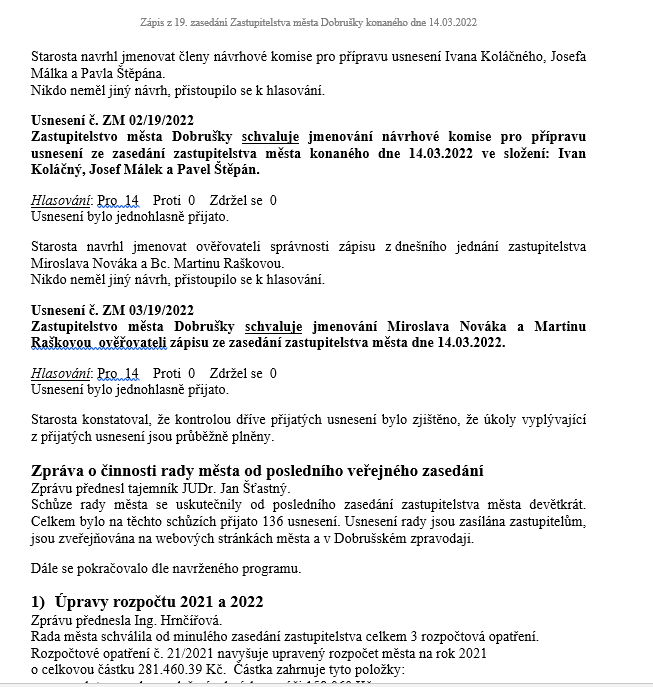 Zápis z 19. zasedání Zastupitelstva města Dobrušky konaného dne 14.03.2022
Starosta navrhl jmenovat členy návrhové komise pro přípravu usnesení Ivana Koláčného, Josefa
Málka a Pavla Štěpána.
Nikdo neměl jiný návrh, přistoupilo se k hlasování.
Usnesení č. ZM 02/19/2022
Zastupitelstvo města Dobrušky schvaluje jmenování návrhové komise pro přípravu
usnesení ze zasedání zastupitelstva města konaného dne 14.03.2022 ve složení: Ivan
Koláčný, Josef Málek a Pavel Štěpán.
Hlasování: Pro 14 Proti 0 Zdržel se 0
Usnesení bylo jednohlasně přijato.
Starosta navrhl jmenovat ověřovateli správnosti zápisu z dnešního jednání zastupitelstva
Miroslava Nováka a Bc. Martinu Raškovou.
Nikdo neměl jiný návrh, přistoupilo se k hlasování.
Usnesení č. ZM 03/19/2022
Zastupitelstvo města Dobrušky schvaluje jmenování Miroslava Nováka a Martinu
Raškovou ověřovateli zápisu ze zasedání zastupitelstva města dne 14.03.2022.
Hlasování: Pro 14 Proti 0 Zdržel se 0
Usnesení bylo jednohlasně přijato.
Starosta konstatoval, že kontrolou dříve přijatých usnesení bylo zjištěno, že úkoly vyplývající
z přijatých usnesení jsou průběžně plněny.
Zpráva o činnosti rady města od posledního veřejného zasedání
Zprávu přednesl tajemník JUDr. Jan Šťastný.
Schůze rady města se uskutečnily od posledního zasedání zastupitelstva města devětkrát.
Celkem bylo na těchto schůzích přijato 136 usnesení. Usnesení rady jsou zasílána zastupitelům,
jsou zveřejňována na webových stránkách města a v Dobrušském zpravodaji.
Dále se pokračovalo dle navrženého programu.
1) Úpravy rozpočtu 2021 a 2022
Zprávu přednesla Ing. Hrnčířová.
Rada města schválila od minulého zasedání zastupitelstva celkem 3 rozpočtová opatření.
Rozpočtové opatření č. 21/2021 navyšuje upravený rozpočet města na rok 2021
o celkovou částku 281.460.39 Kč. Částka zahrnuje tyto položky: